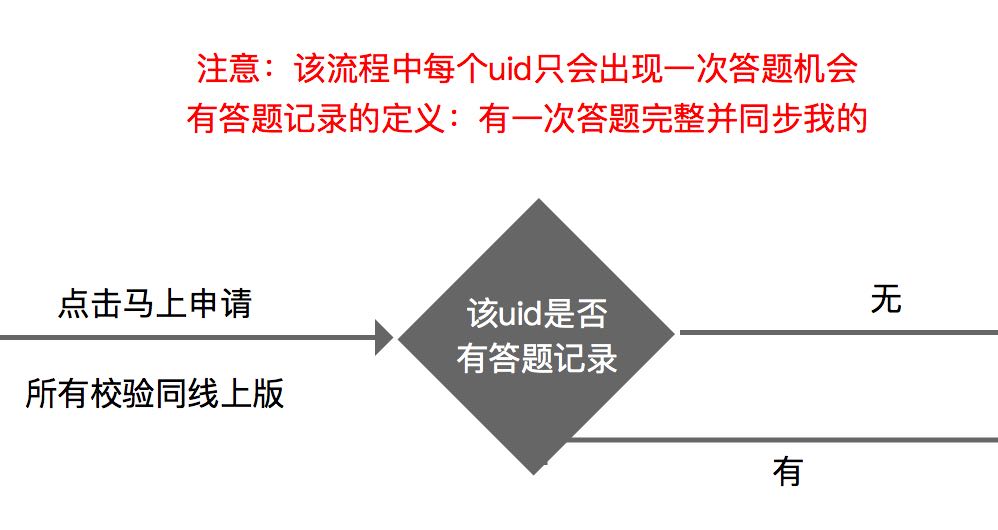 注意：该流程中每个uid只会出现一次答题机会
有答题记录的定义：有一次答题完整并同步我的
点击马上申请
所有校验同线上版
该uid是否
有答题记录
无
有